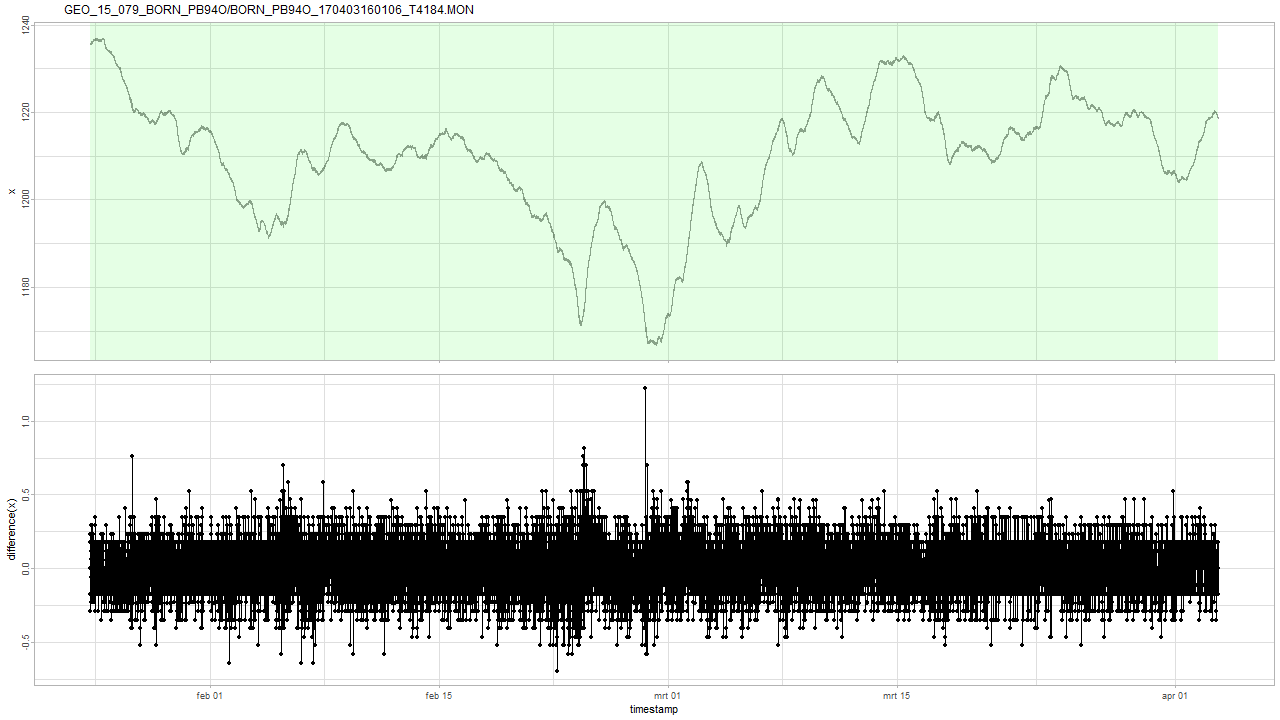 GEO_15_079_BORN_PB94O/BORN_PB94O_170403160106_T4184.MON
1240
1220
x
1200
1180
1.0
0.5
difference(x)
0.0
-0.5
feb 01 feb 15 mrt 01 mrt 15 apr 01
timestamp